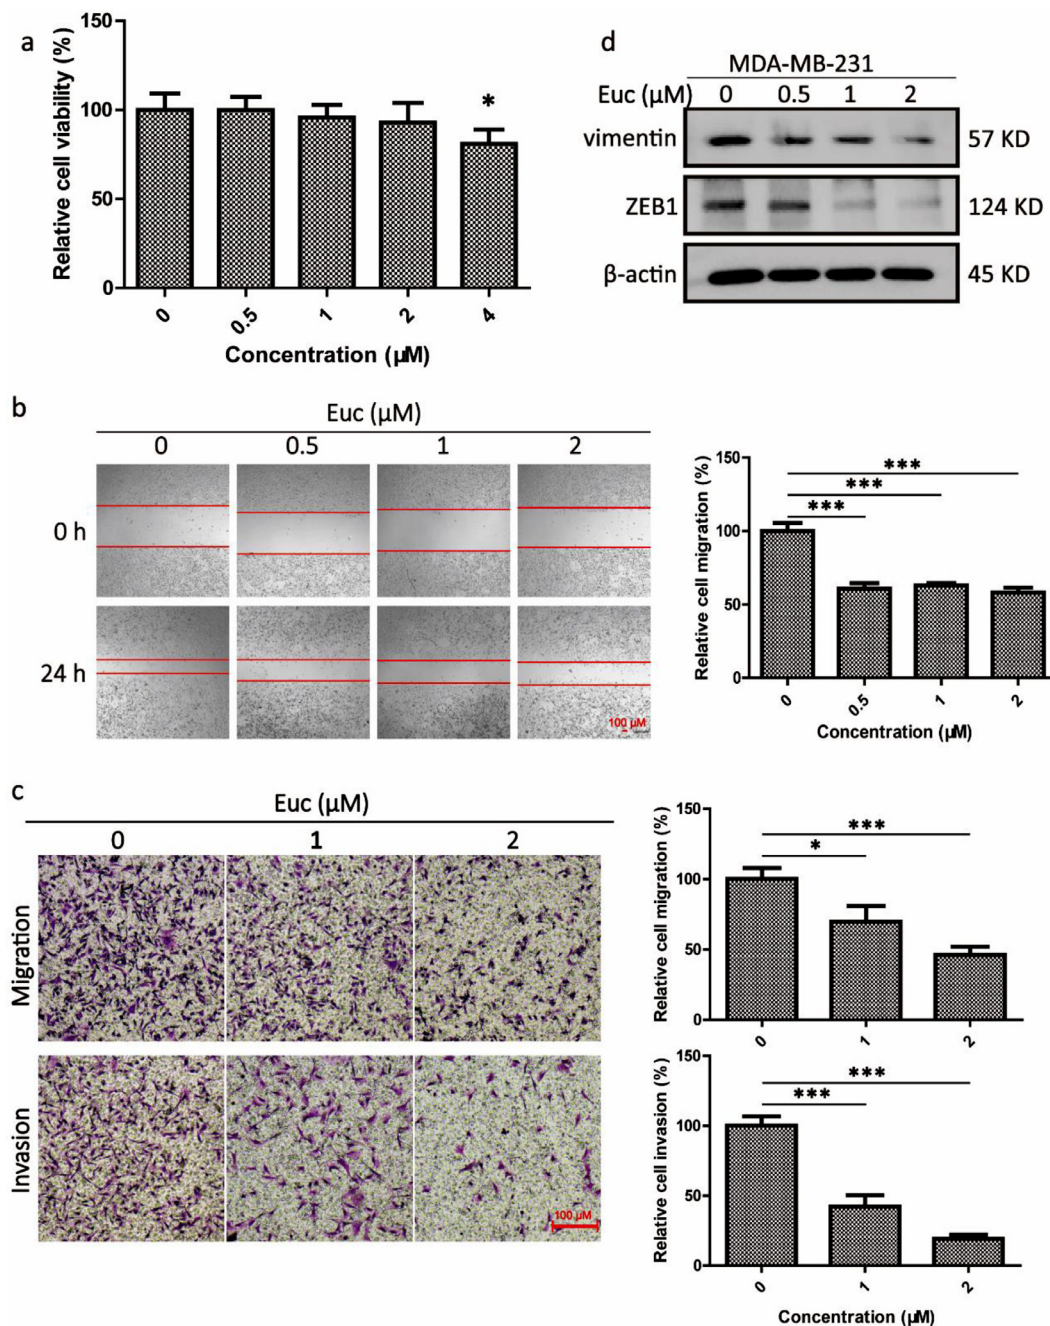 a
Relative cell viability (%)
150
100
50
0
*
0 0.5 1 2 4
Concentration (µM)
d
MDA-MB-231
Euc (µM) 0 0.5 1 2
vimentin 57 KD
ZEB1 124 KD
β-actin 45 KD
b
Euc (µM)
0 0.5 1 2
0 h
24 h
100 µM
Relative cell migration (%)
150
100
50
0
***
***
***
0 0.5 1 2
Concentration (µM)
c
Euc (µM)
0 1 2
Migration
Invasion
100 µM
Relative cell migration (%)
150
100
50
0
***
*
0 1 2
Relative cell invasion (%)
150
100
50
0
***
***
0 1 2
Concentration (µM)